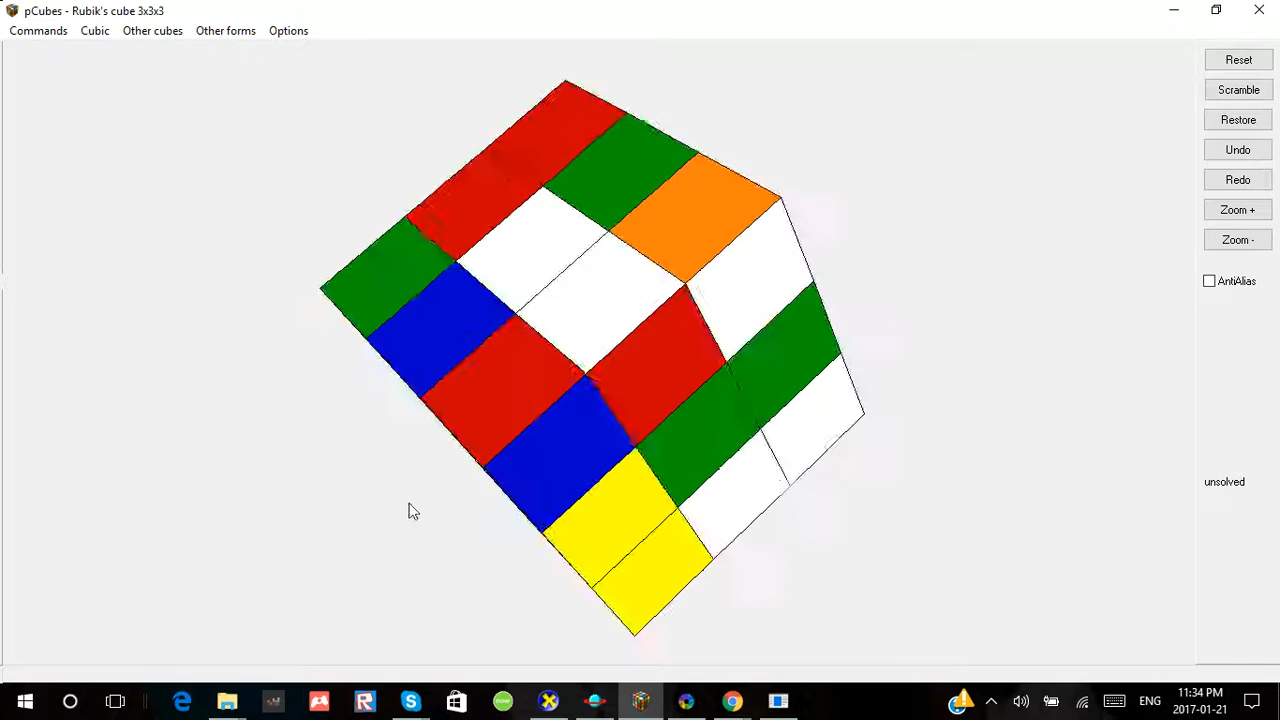 pCubes - Rubik's cube 3x3x3
Commands Cubic Other cubes Other forms Options
Reset
Scramble
Restore
Undo
Redo
Zoom +
Zoom -
AntiAlias
unsolved
now
ENG
11:34 PM
2017-01-21